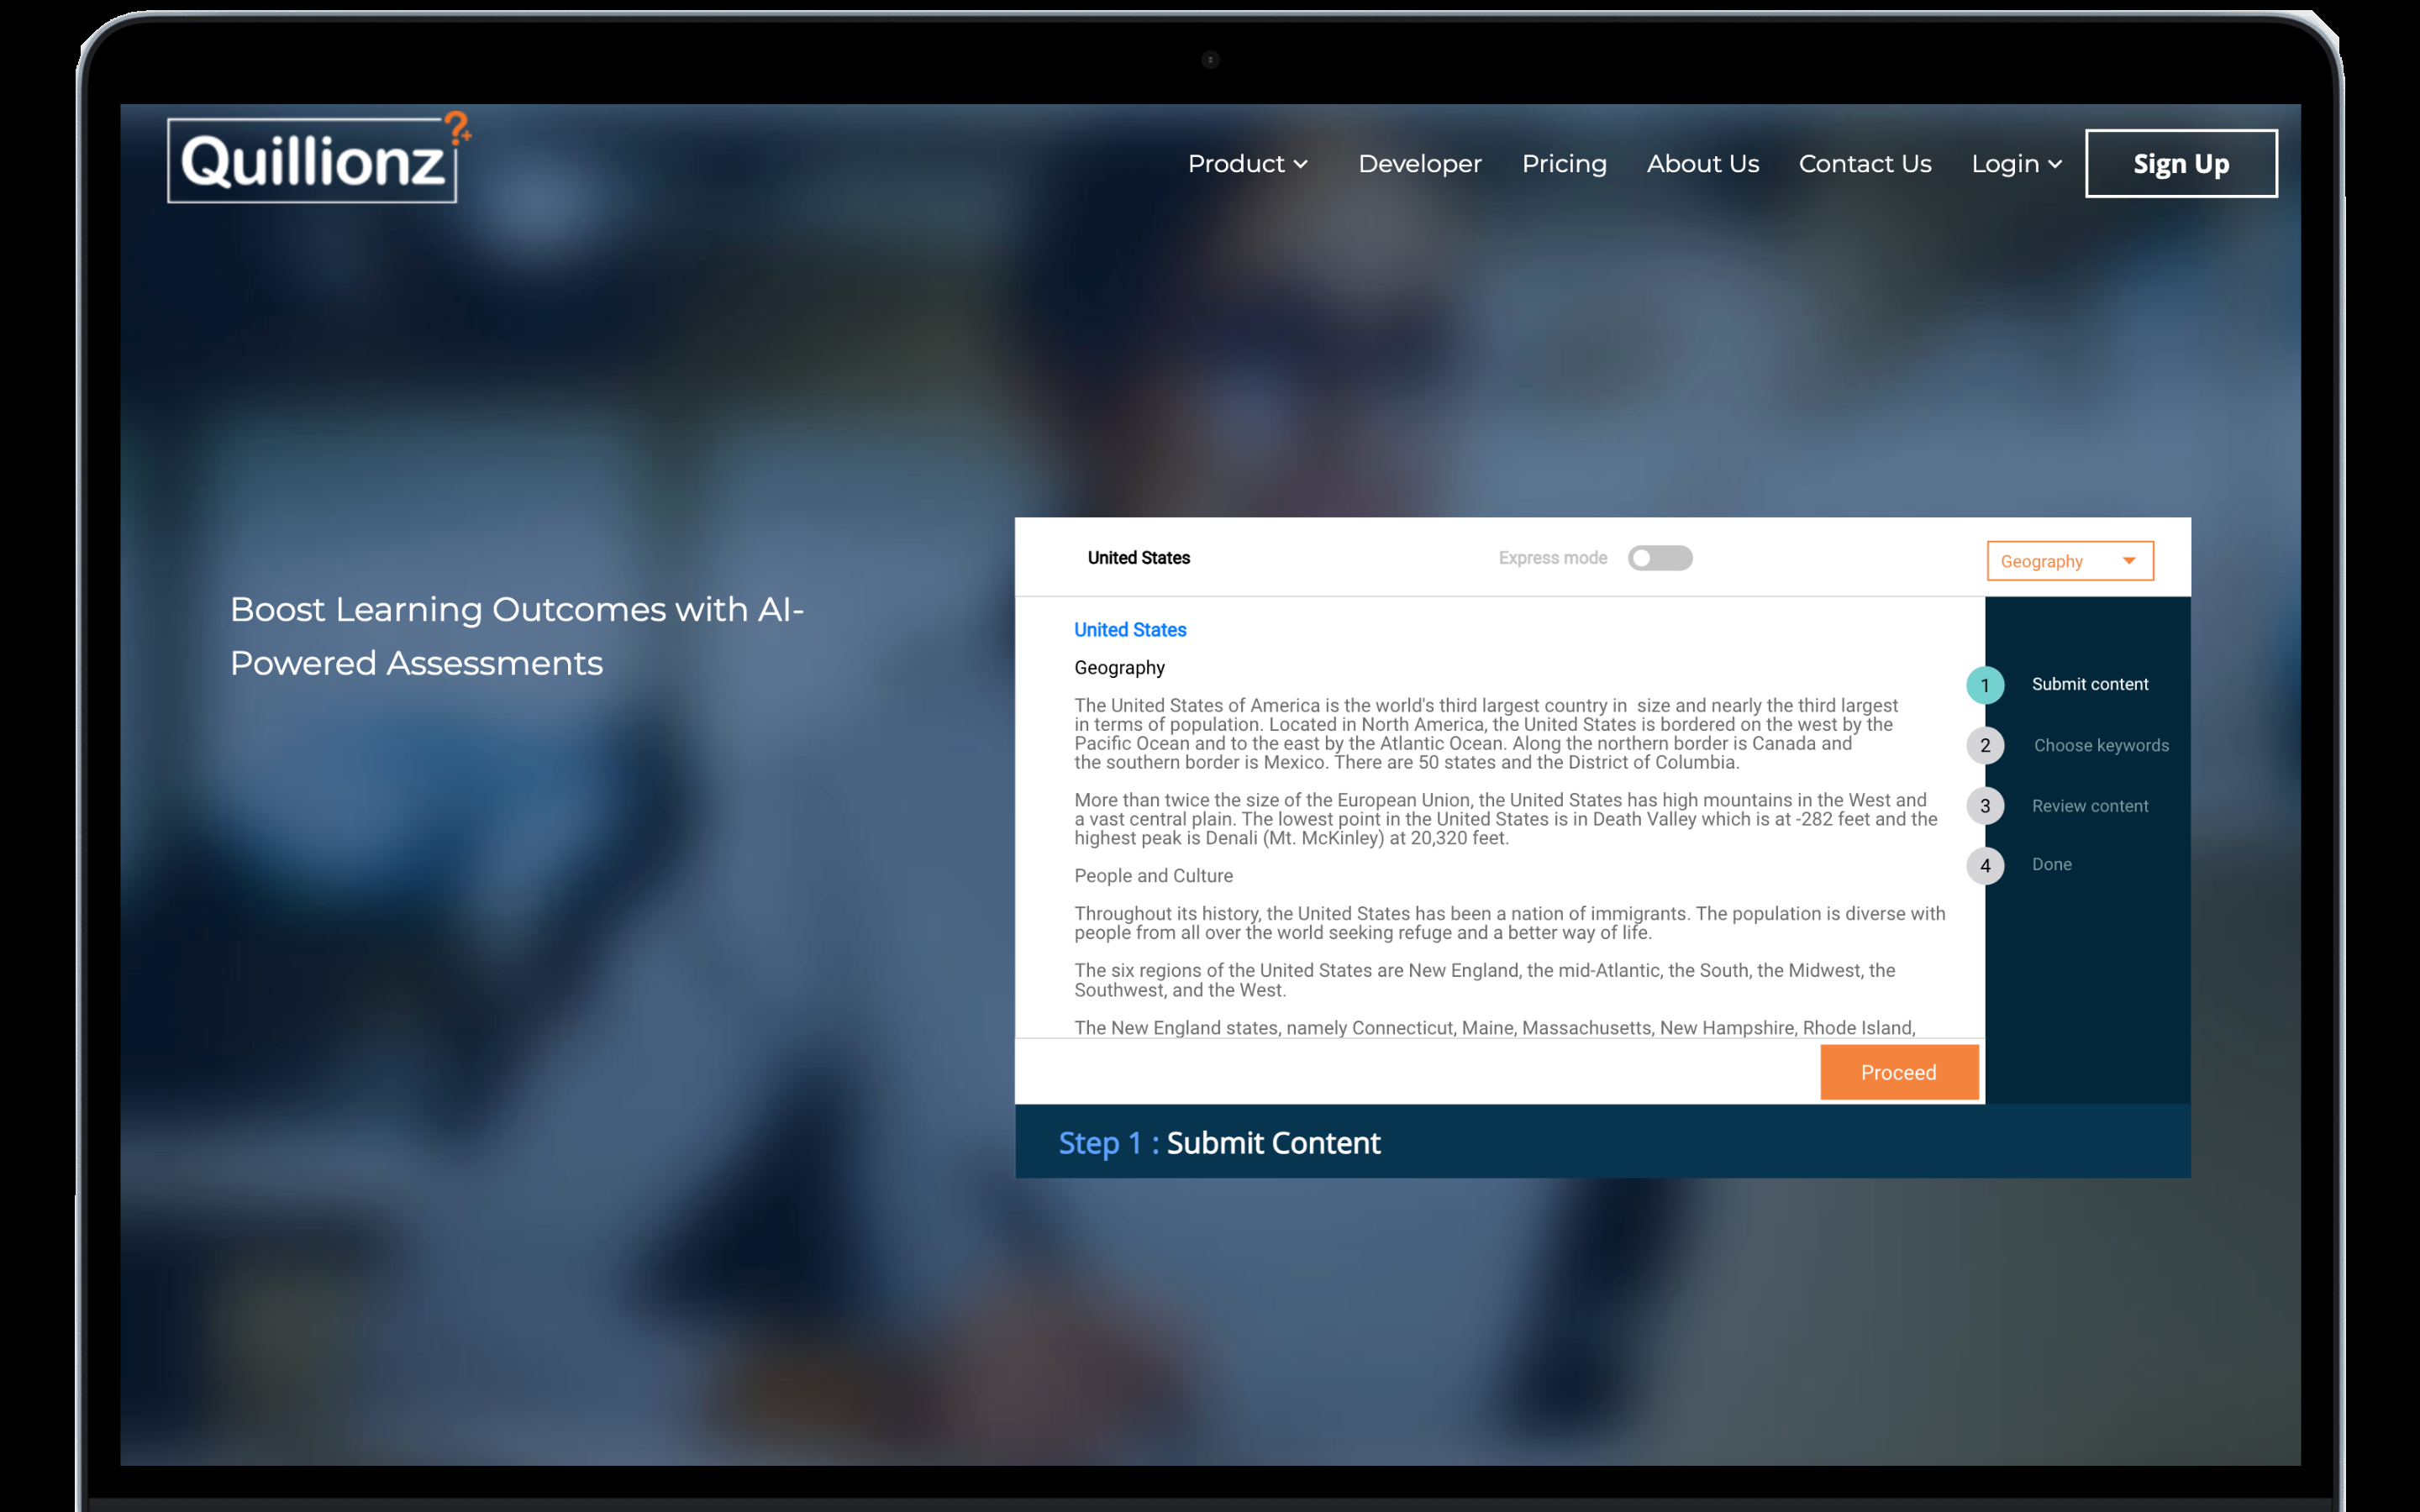 Quillionz?+
Product
Developer
Pricing
About Us
Contact Us
Login
Sign Up
Boost Learning Outcomes with AI-
Powered Assessments
United States
Express mode
Geography
United States
Geography
The United States of America is the world's third largest country in  size and nearly the third largest
in terms of population. Located in North America, the United States is bordered on the west by the
Pacific Ocean and to the east by the Atlantic Ocean. Along the northern border is Canada and
the southern border is Mexico. There are 50 states and the District of Columbia.
More than twice the size of the European Union, the United States has high mountains in the West and
a vast central plain. The lowest point in the United States is in Death Valley which is at -282 feet and the
highest peak is Denali (Mt. McKinley) at 20,320 feet.
People and Culture
Throughout its history, the United States has been a nation of immigrants. The population is diverse with
people from all over the world seeking refuge and a better way of life.
The six regions of the United States are New England, the mid-Atlantic, the South, the Midwest, the
Southwest, and the West.
The New England states, namely Connecticut, Maine, Massachusetts, New Hampshire, Rhode Island,
1 Submit content
2 Choose keywords
3 Review content
4 Done
Proceed
Step 1 : Submit Content